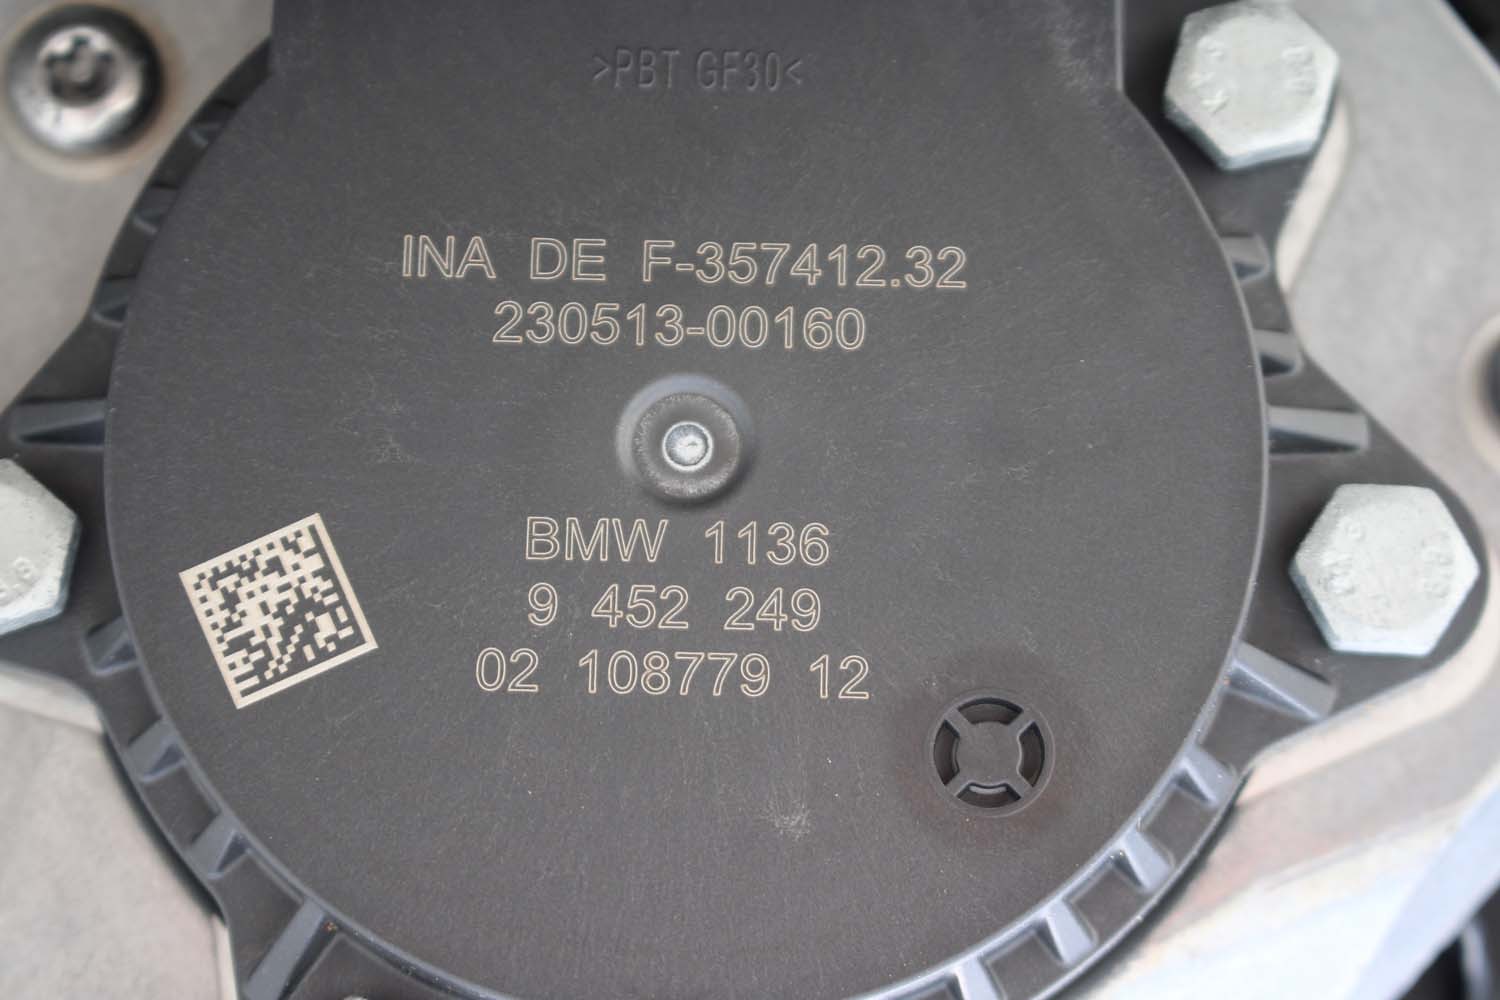 >PBT GF30<
INA DE F-357412.32
230513-00160
BMW 1136
9 452 249
02 108779 12